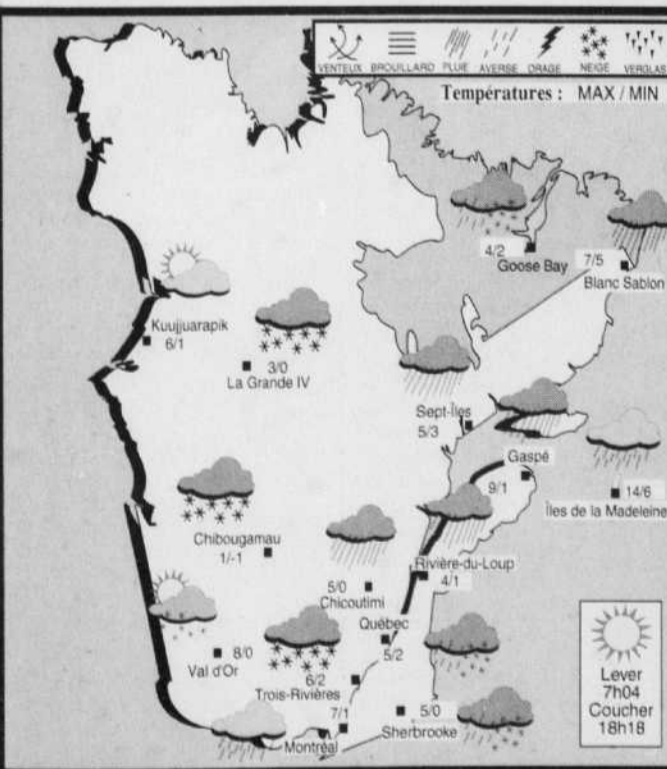 VENTEUX BROUILLARD PLUIE AVERSE ORAGE NEIGE VERGLAS
Températures : MAX / MIN
4/2
Goose Bay
7/5
Blanc Sablon
Kuujjuarapik
6/1
3/0
La Grande IV
Sept-Îles
5/3
Gaspé
9/1
14/6
Îles de la Madeleine
Chibougamau
1/-1
Rivière-du-Loup
4/1
5/0
Chicoutimi
Québec
5/2
8/0
Val d'Or
6/2
Trois-Rivières
7/1
Montréal
5/0
Sherbrooke
Lever
7h04
Coucher
18h18